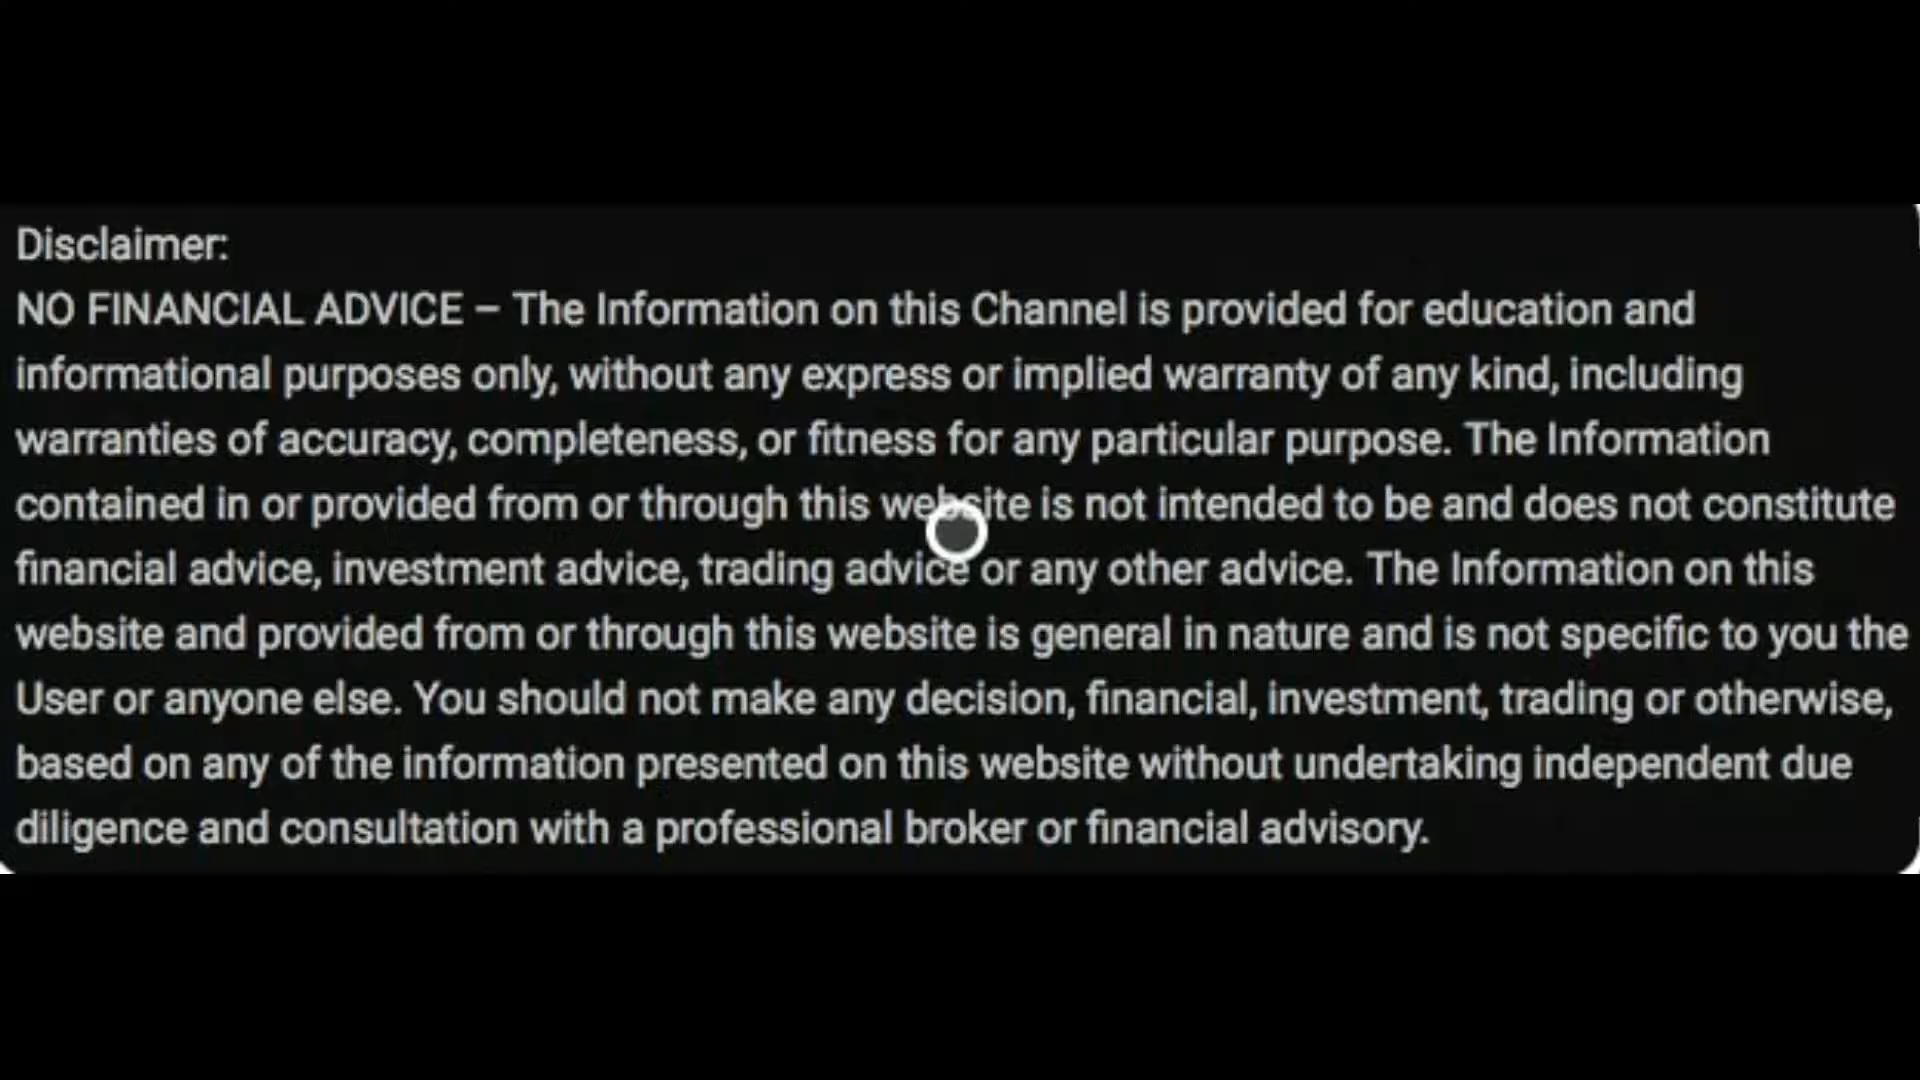 Disclaimer:
NO FINANCIAL ADVICE – The Information on this Channel is provided for education and
informational purposes only, without any express or implied warranty of any kind, including
warranties of accuracy, completeness, or fitness for any particular purpose. The Information
contained in or provided from or through this website is not intended to be and does not constitute
financial advice, investment advice, trading advice or any other advice. The Information on this
website and provided from or through this website is general in nature and is not specific to you the
User or anyone else. You should not make any decision, financial, investment, trading or otherwise,
based on any of the information presented on this website without undertaking independent due
diligence and consultation with a professional broker or financial advisory.